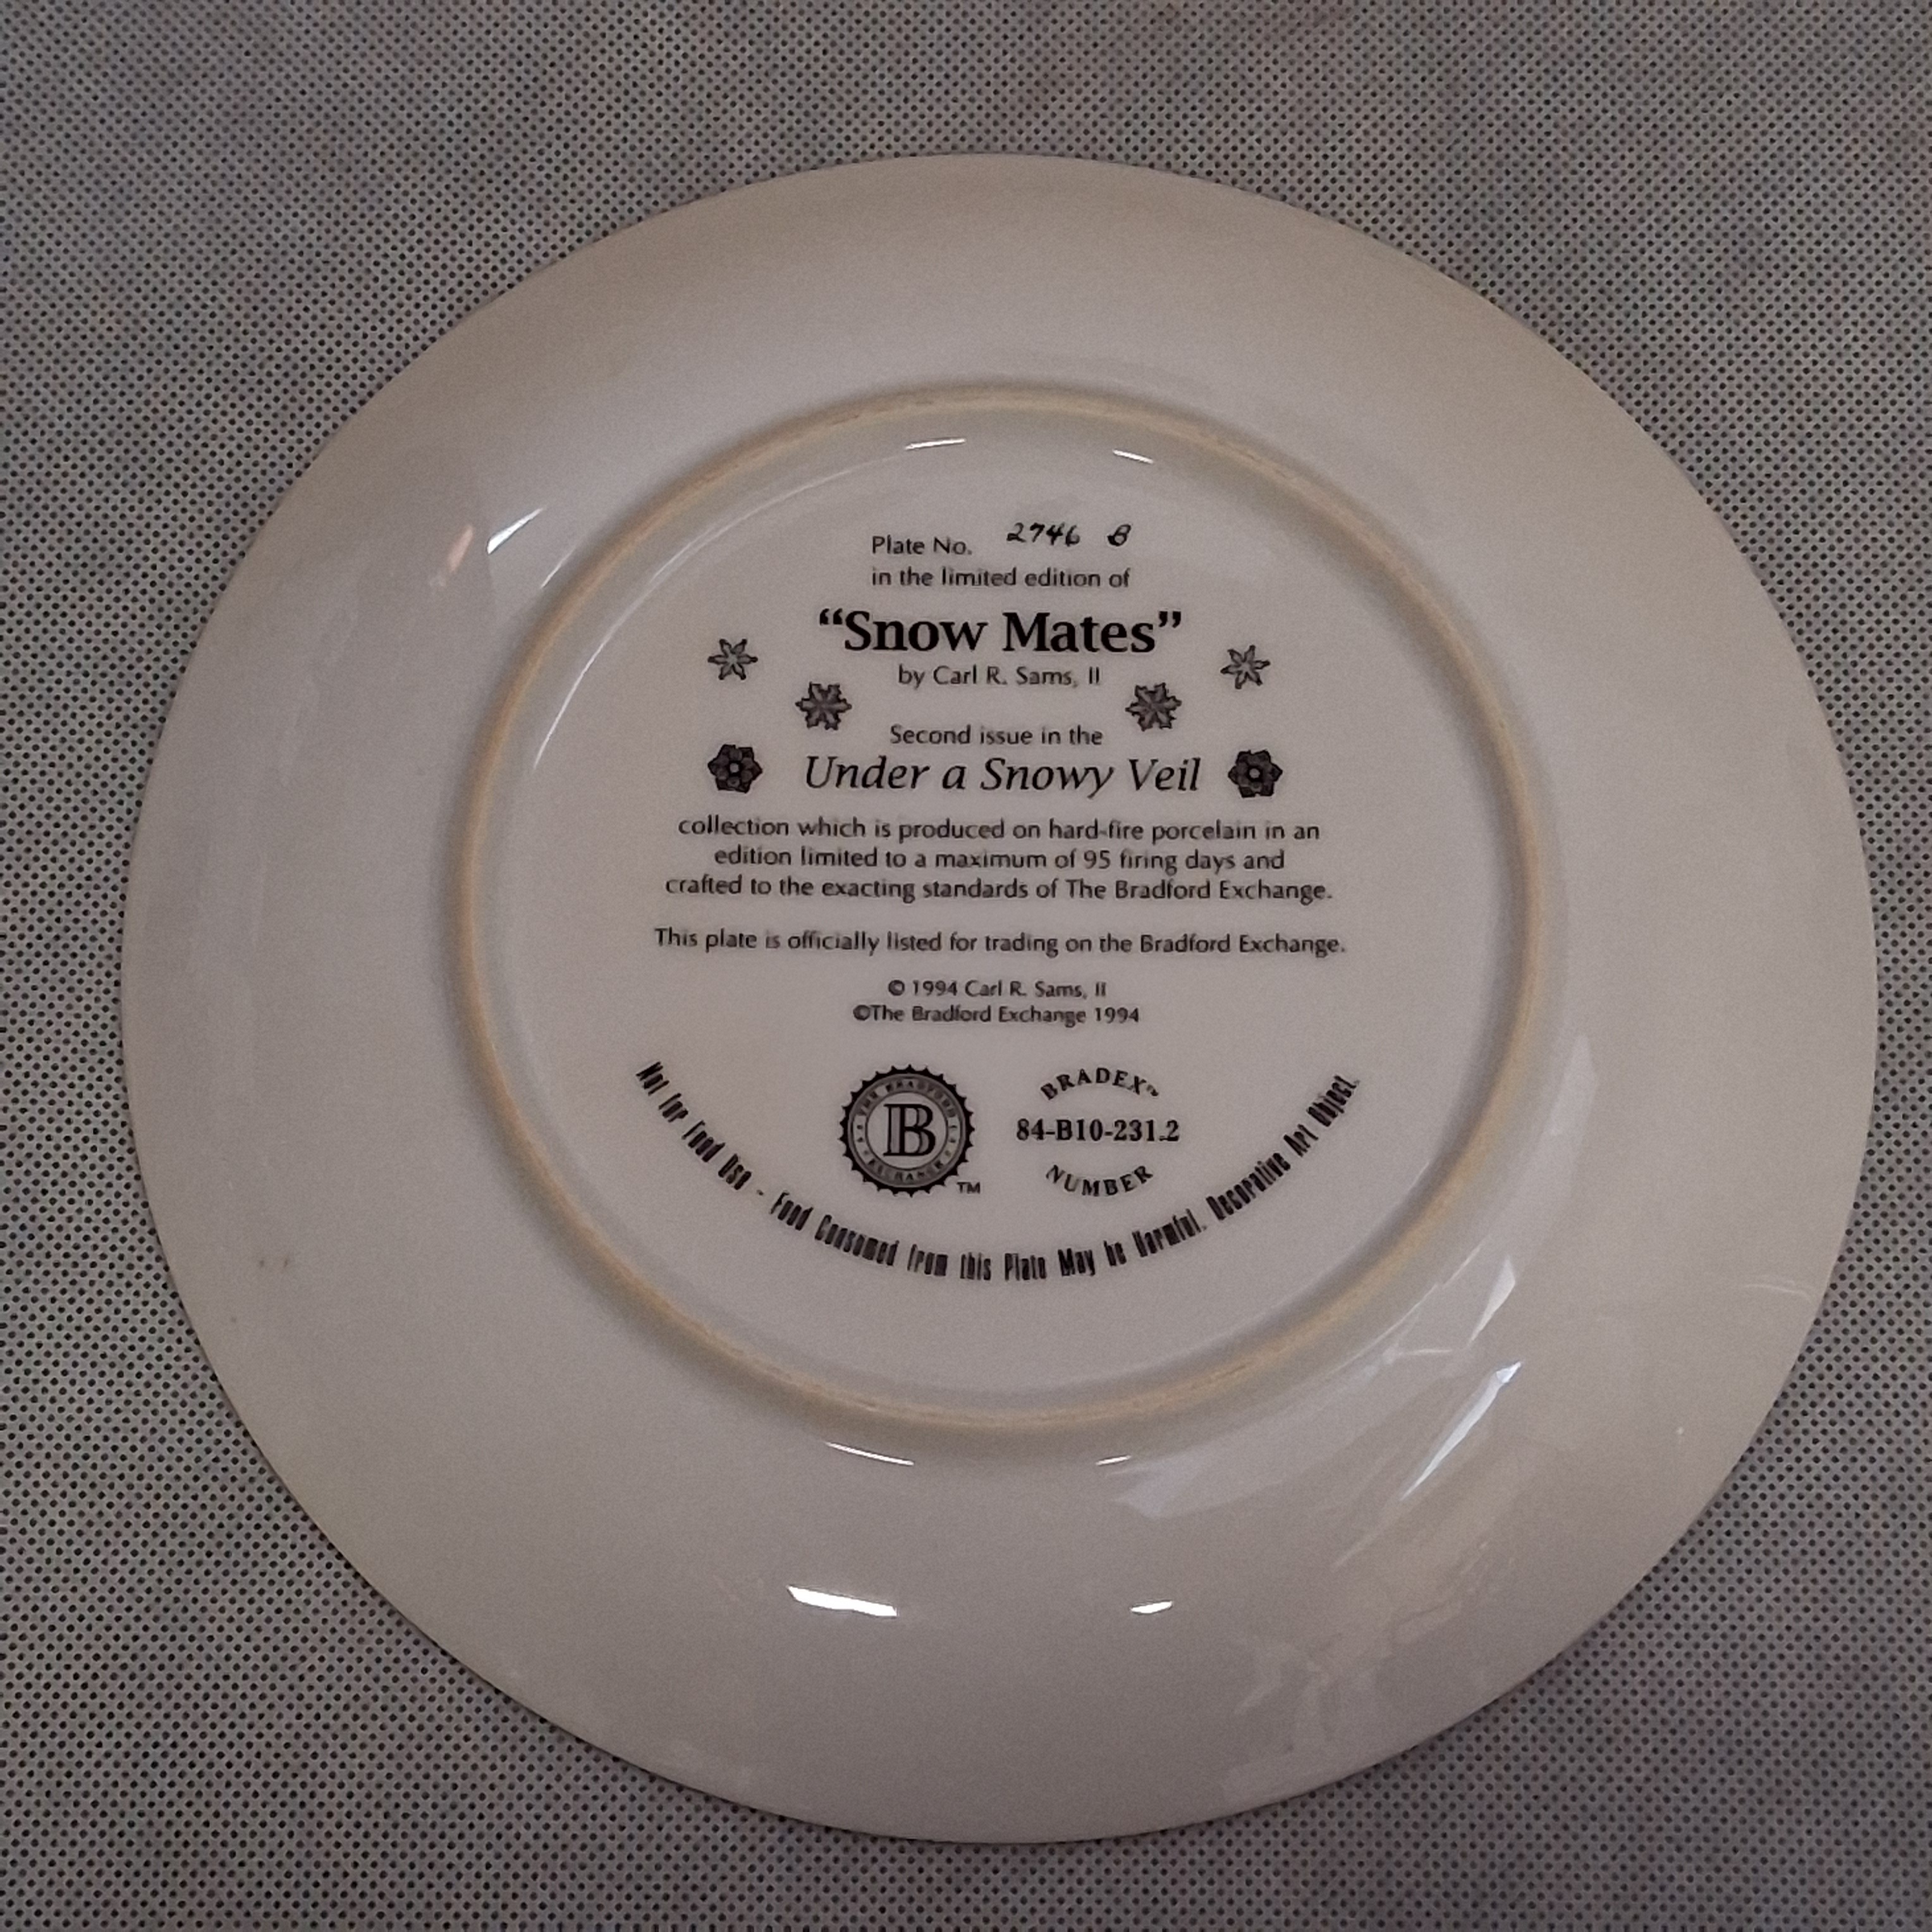 Plate No. 2746 B
in the limited edition of
“Snow Mates”
by Carl R. Sams, II
Second issue in the
Under a Snowy Veil
collection which is produced on hard-fire porcelain in an
edition limited to a maximum of 95 firing days and
crafted to the exacting standards of The Bradford Exchange.
This plate is officially listed for trading on the Bradford Exchange.
© 1994 Carl R. Sams, II
©The Bradford Exchange 1994
THE BRADFORD EXCHANGE
B
TM
BRADEX™
84-B10-231.2
NUMBER
Not for Food Use - Food Consumed from this Plate May be Harmful. Decorative Art Object.